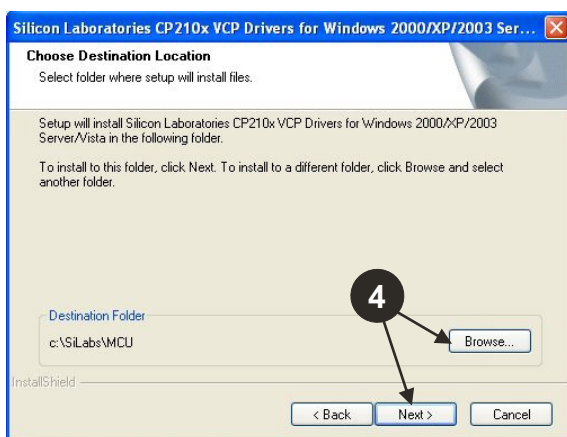 Silicon Laboratories CP210x VCP Drivers for Windows 2000/XP/2003 Ser...
Choose Destination Location
Select folder where setup will install files.
Setup will install Silicon Laboratories CP210x VCP Drivers for Windows 2000/XP/2003
Server/Vista in the following folder.
To install to this folder, click Next. To install to a different folder, click Browse and select
another folder.
4
Destination Folder
c:\SiLabs\MCU
Browse...
InstallShield
< Back
Next >
Cancel